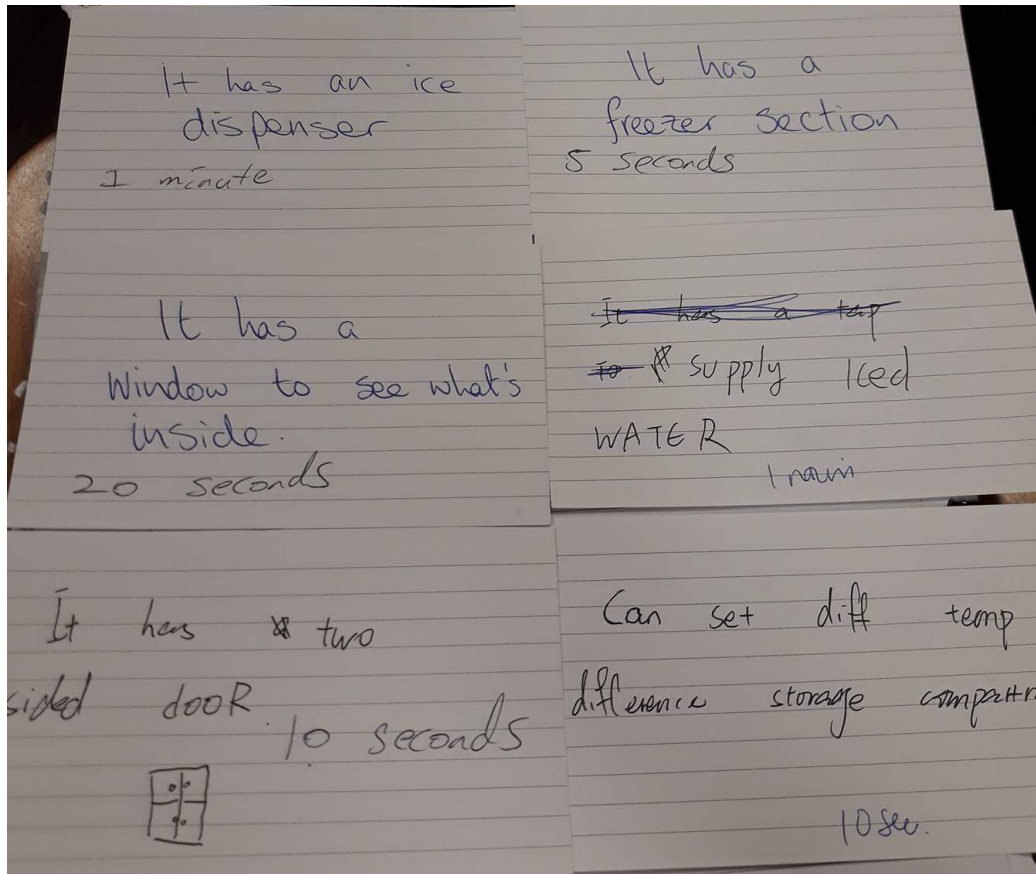 It has an ice
dispenser
1 minute
It has a
freezer section
5 seconds
It has a
window to see what's
inside.
20 seconds
It has a tap
To supply Iced
WATER
1 min
It has two
sided dooR
10 seconds
Can set diff temp
difference storage compartm
10 sec.